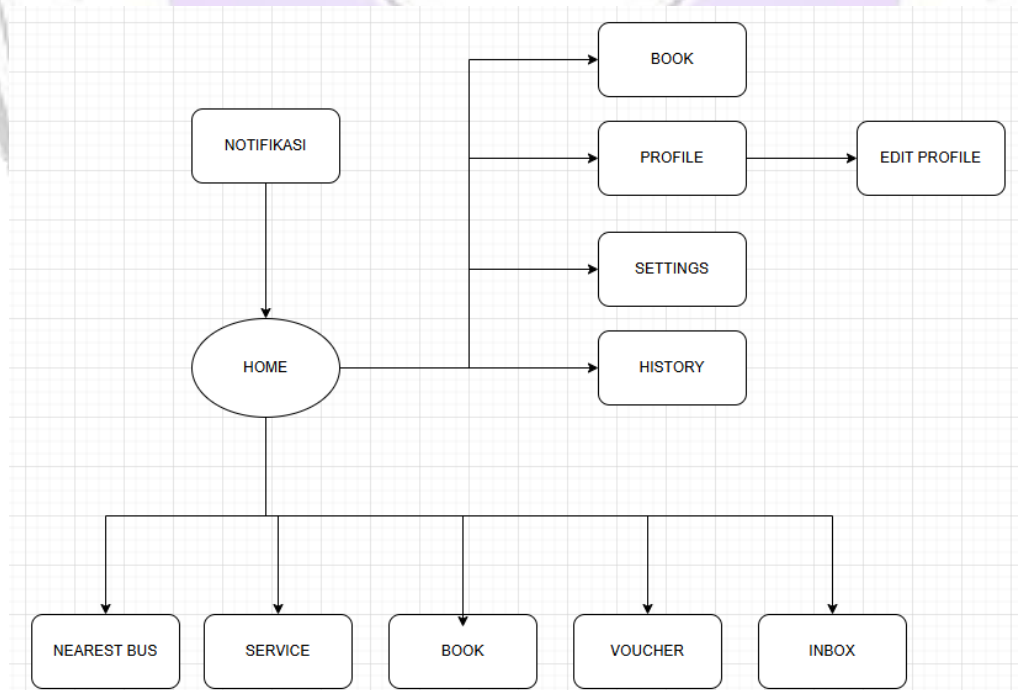 BOOK
NOTIFIKASI
PROFILE
EDIT PROFILE
SETTINGS
HOME
HISTORY
NEAREST BUS
SERVICE
BOOK
VOUCHER
INBOX